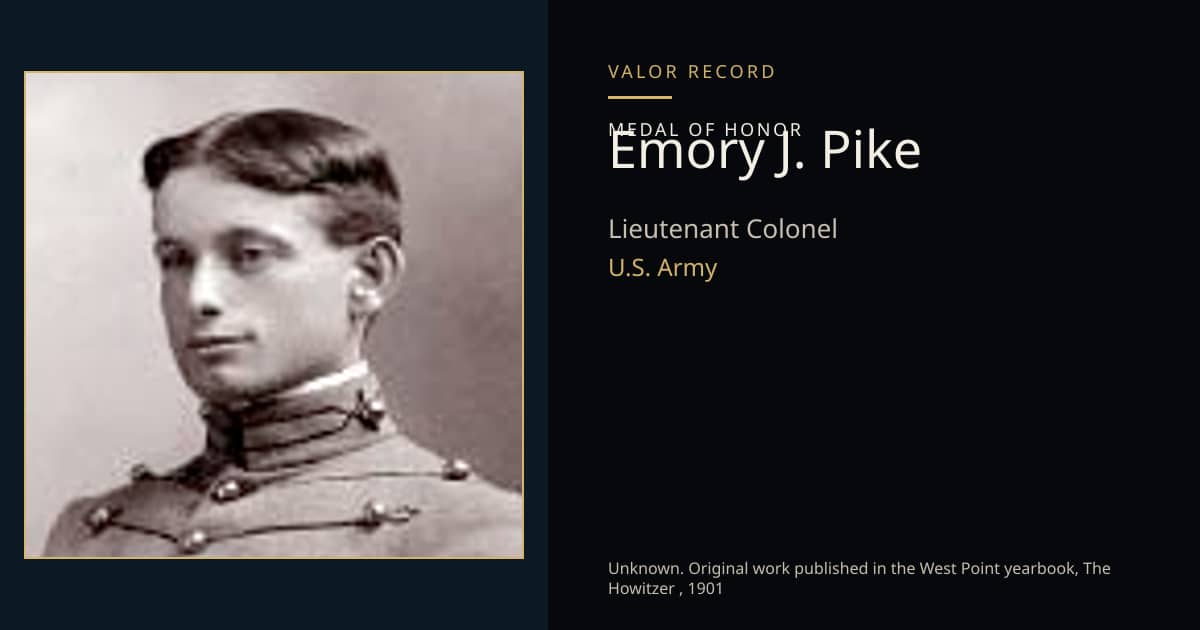 VALOR RECORD
MEDAL OF HONOR
Emory J. Pike
Lieutenant Colonel
U.S. Army
Unknown. Original work published in the West Point yearbook, The
Howitzer , 1901